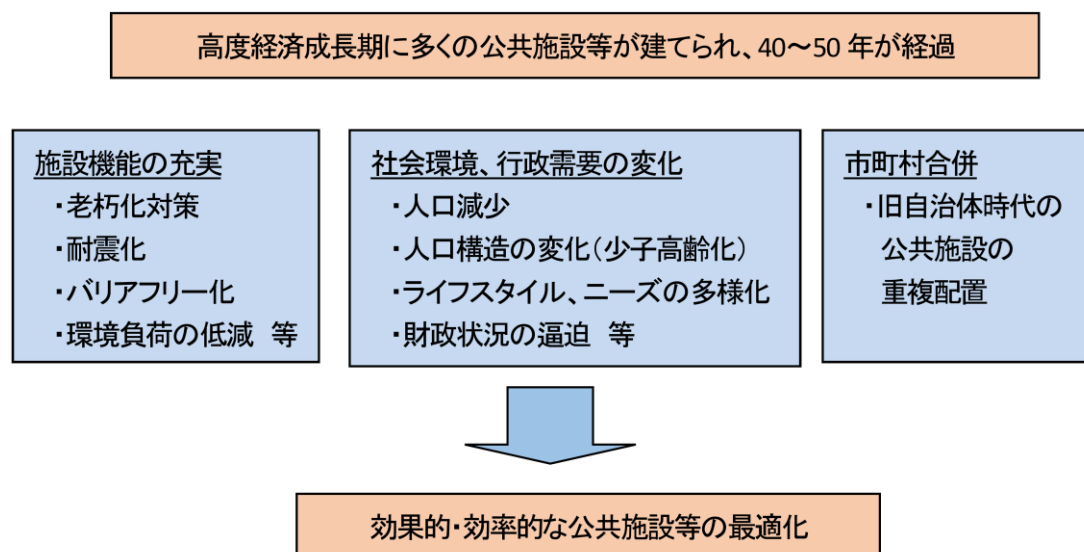 高度経済成長期に多くの公共施設等が建てられ、40～50 年が経過
施設機能の充実
・老朽化対策
・耐震化
・バリアフリー化
・環境負荷の低減　等
社会環境、行政需要の変化
・人口減少
・人口構造の変化（少子高齢化）
・ライフスタイル、ニーズの多様化
・財政状況の逼迫　等
市町村合併
・旧自治体時代の
公共施設の
重複配置
効果的・効率的な公共施設等の最適化